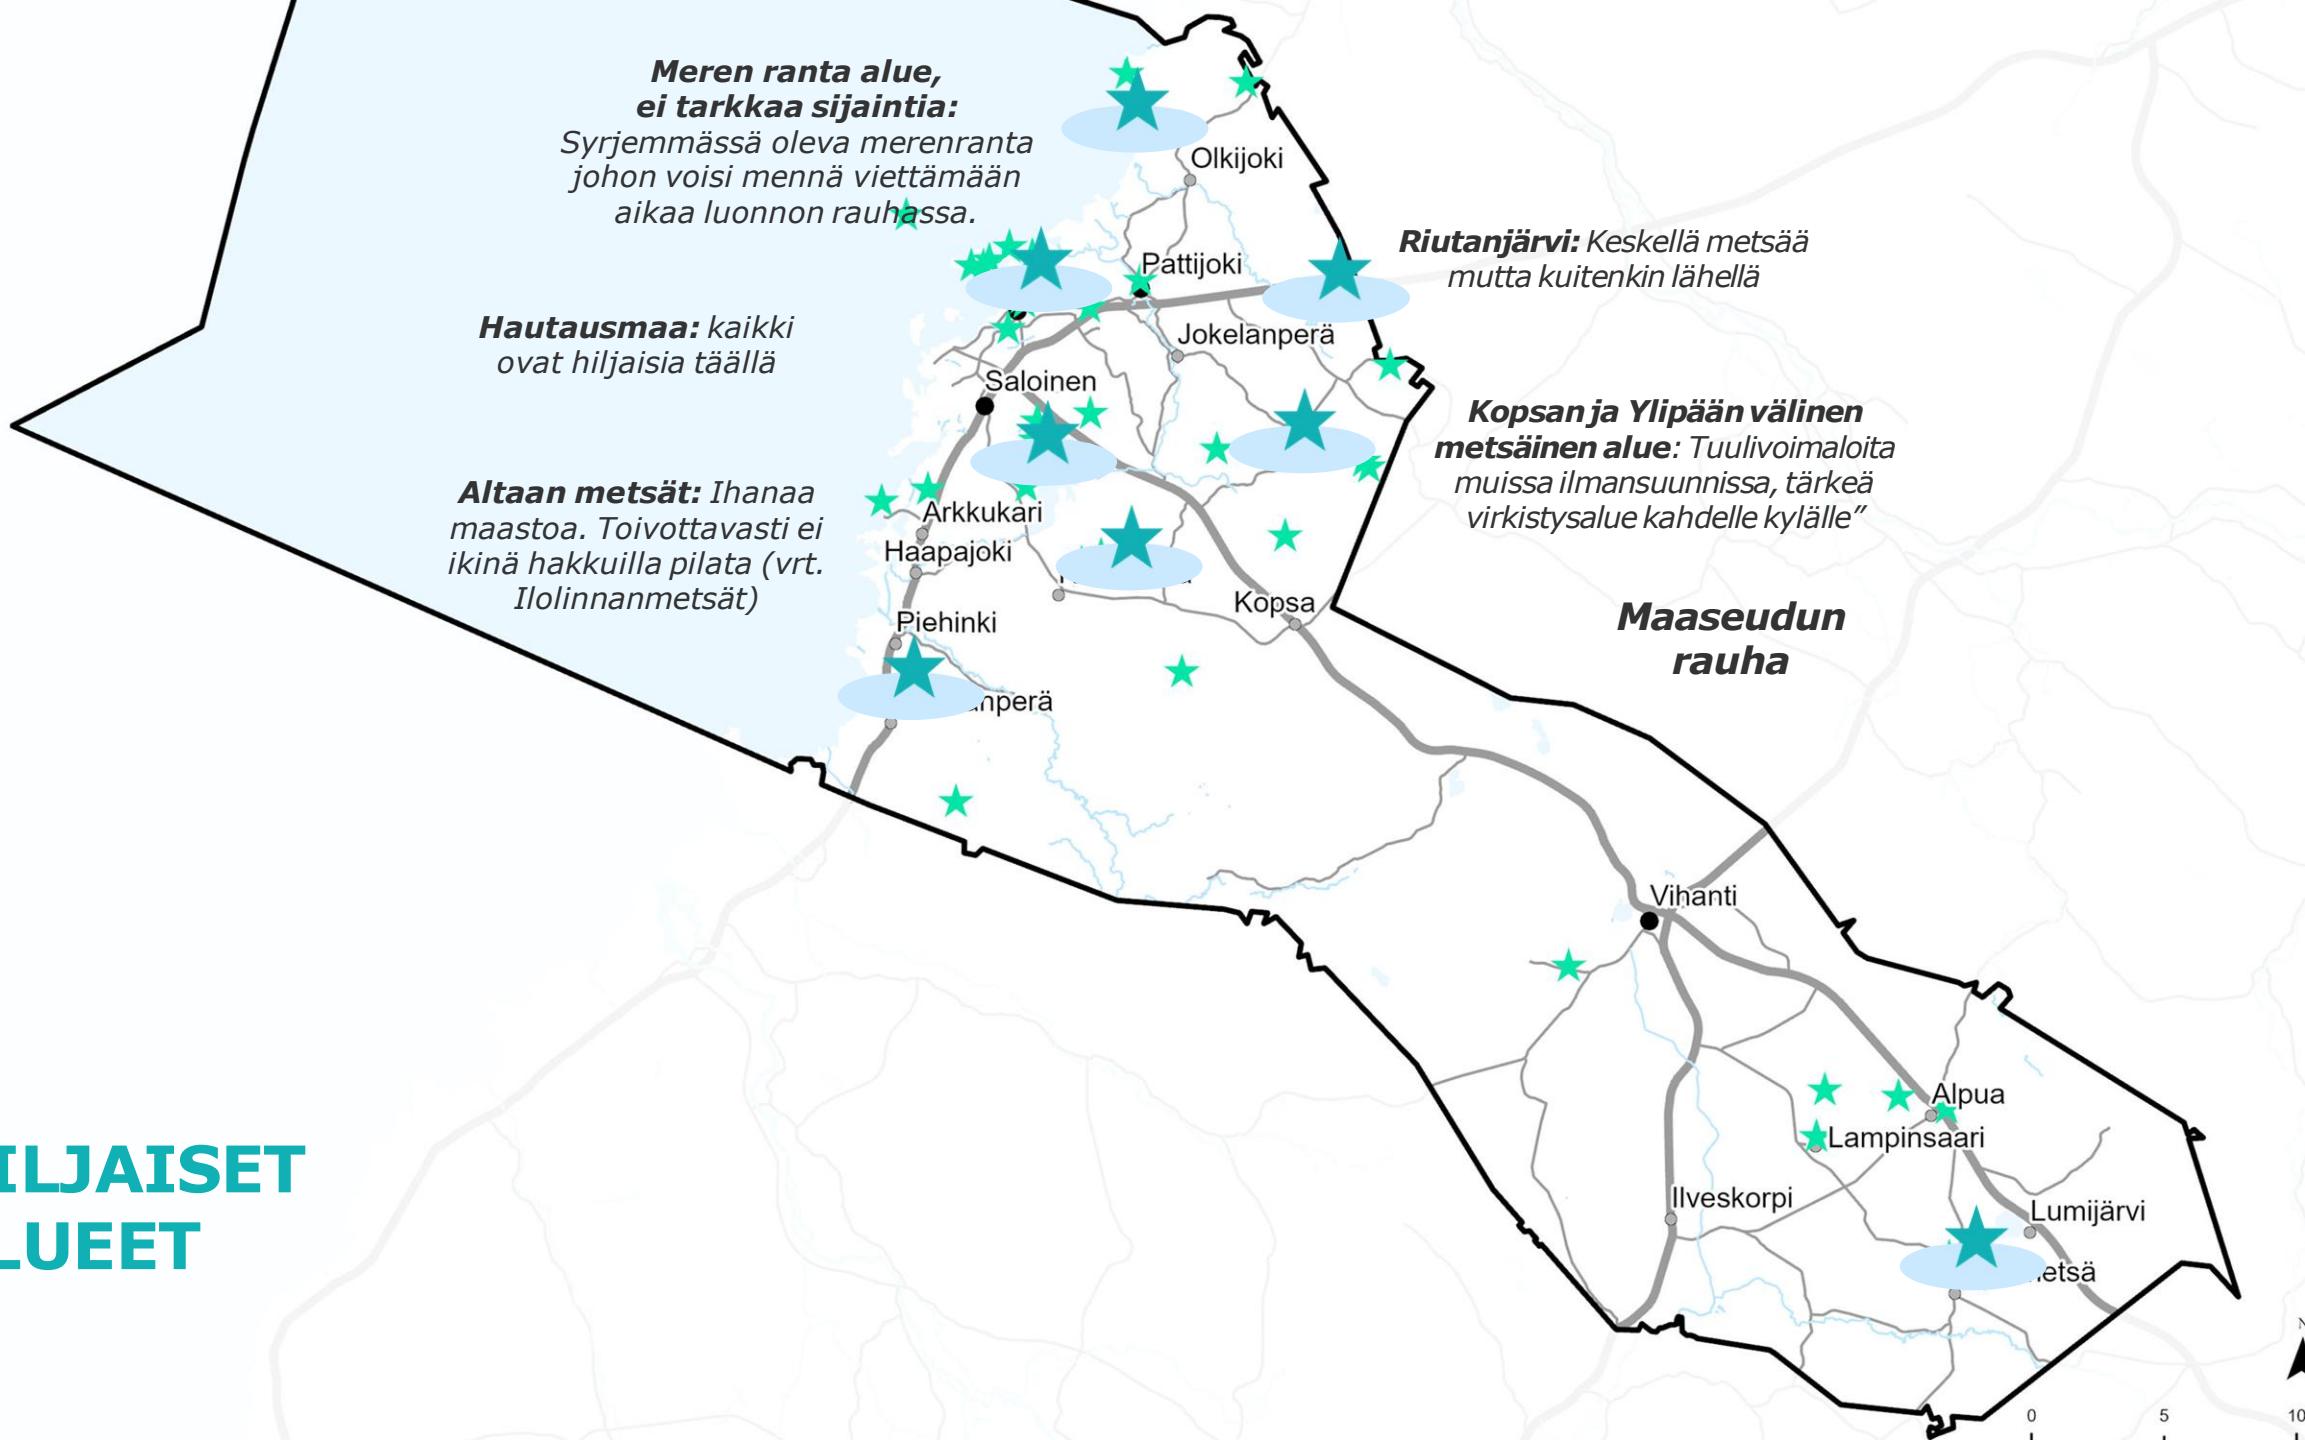 Meren ranta alue,
ei tarkkaa sijaintia:
Syrjemmässä oleva merenranta
johon voisi mennä viettämään
aikaa luonnon rauhassa.
Olkijoki
Riutanjärvi: Keskellä metsää
mutta kuitenkin lähellä
Pattijoki
Hautausmaa: kaikki
ovat hiljaisia täällä
Jokelanperä
Saloinen
Kopsan ja Ylipään välinen
metsäinen alue: Tuulivoimaloita
muissa ilmansuunnissa, tärkeä
virkistysalue kahdelle kylälle”
Altaan metsät: Ihanaa
maastoa. Toivottavasti ei
ikinä hakkuilla pilata (vrt.
Ilolinnanmetsät)
Arkkukari
Haapajoki
Kopsa
Piehinki
Maaseudun
rauha
nperä
Vihanti
Alpua
Lampinsaari
ILJAISET
LUEET
Ilveskorpi
Lumijärvi
etsä
N
0 5 10